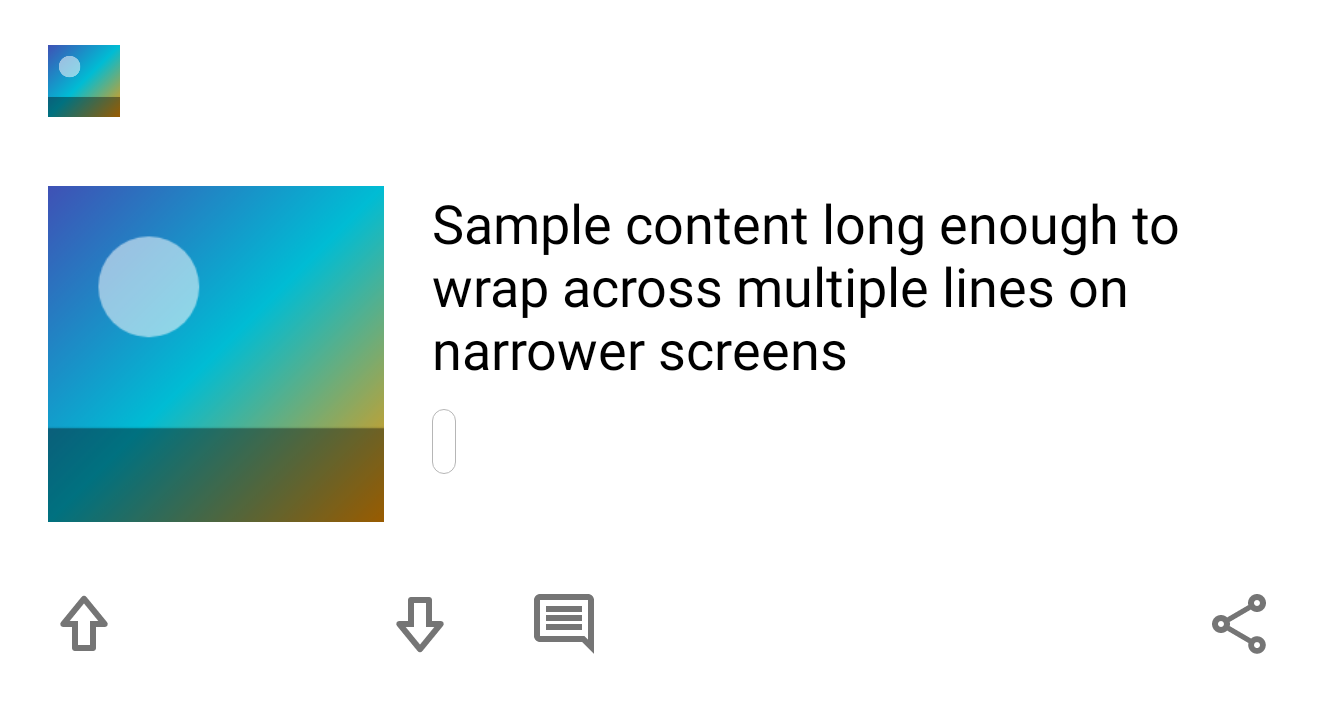 Sample content long enough to
wrap across multiple lines on
narrower screens